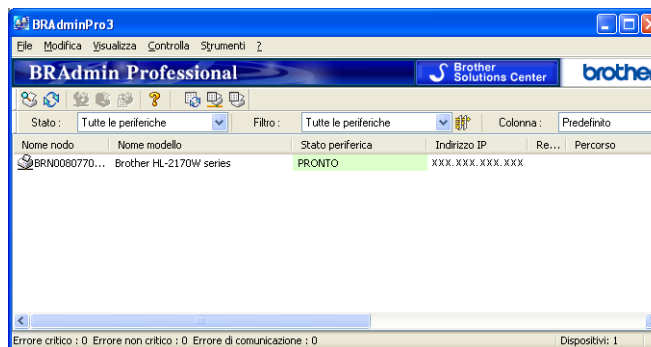 BRAdminPro3
File Modifica Visualizza Controlla Strumenti ?
BRAdmin Professional Brother Solutions Center brother
Stato : Tutte le periferiche Filtro : Tutte le periferiche Colonna : Predefinito
Nome nodo Nome modello Stato periferica Indirizzo IP Re... Percorso
BRN0080770... Brother HL-2170W series PRONTO XXX.XXX.XXX.XXX
Errore critico : 0 Errore non critico : 0 Errore di comunicazione : 0 Dispositivi: 1